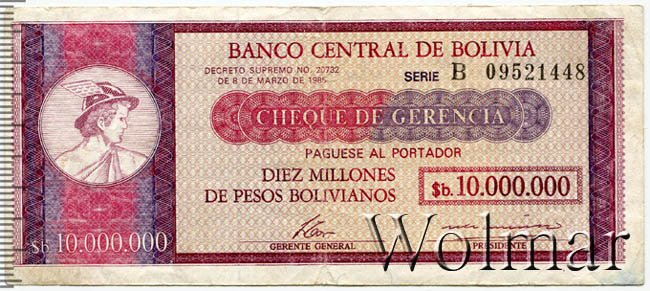 BANCO CENTRAL DE BOLIVIA
DECRETO SUPREMO NO. 20732
DE 8 DE MARZO DE 1985
SERIE B 09521448
CHEQUE DE GERENCIA
PAGUESE AL PORTADOR
DIEZ MILLONES
DE PESOS BOLIVIANOS
$b. 10.000.000
$b 10.000.000
GERENTE GENERAL
PRESIDENTE
Wolmar